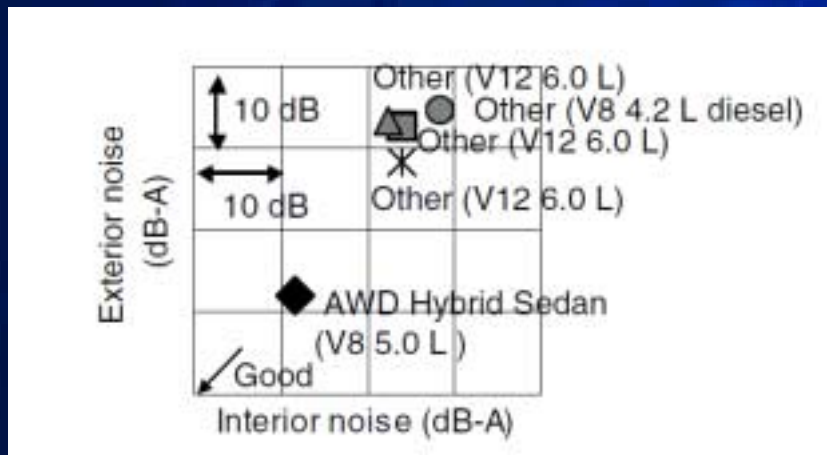 Other (V12 6.0 L)
10 dB
Other (V8 4.2 L diesel)
Other (V12 6.0 L)
10 dB
Other (V12 6.0 L)
Exterior noise
(dB-A)
AWD Hybrid Sedan
(V8 5.0 L )
Good
Interior noise (dB-A)